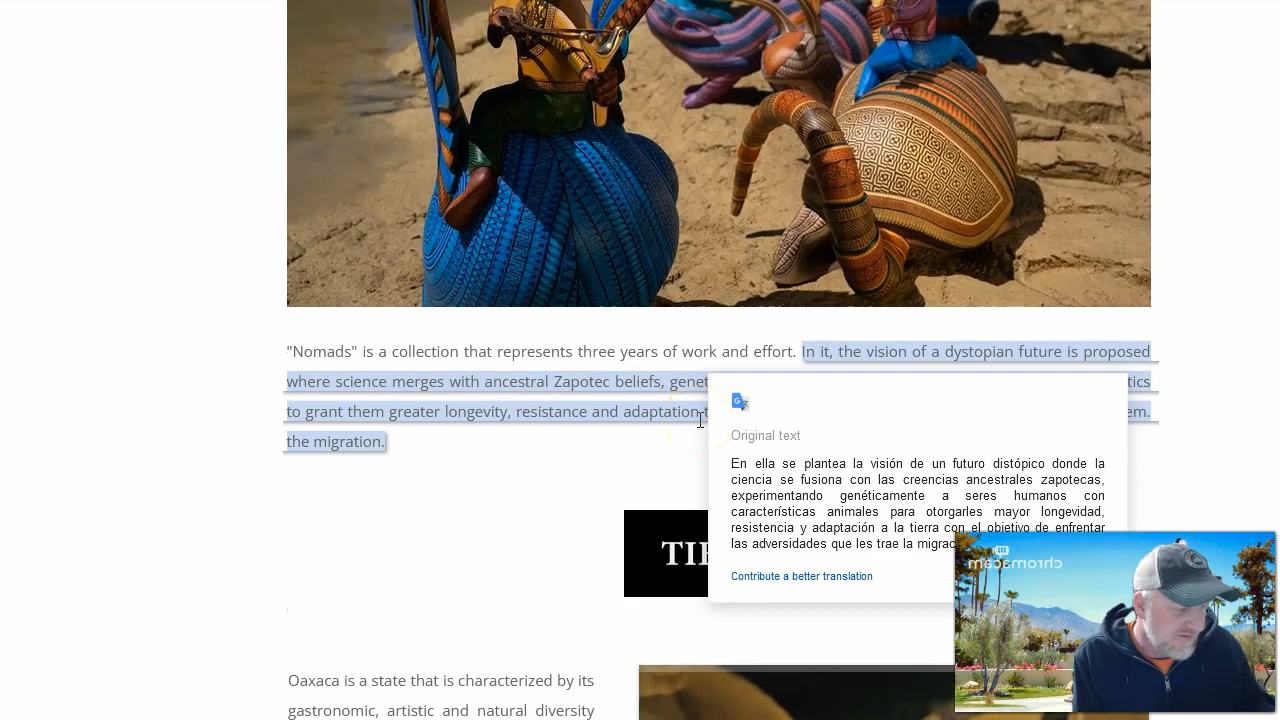 "Nomads" is a collection that represents three years of work and effort. In it, the vision of a dystopian future is proposed
where science merges with ancestral Zapotec beliefs, genet
tics
to grant them greater longevity, resistance and adaptation
em.
the migration.
Original text
En ella se plantea la visión de un futuro distópico donde la
ciencia se fusiona con las creencias ancestrales zapotecas,
experimentando genéticamente a seres humanos con
características animales para otorgarles mayor longevidad,
resistencia y adaptación a la tierra con el objetivo de enfrentar
las adversidades que les trae la migrac
Contribute a better translation
TI
chromacam
Oaxaca is a state that is characterized by its
gastronomic, artistic and natural diversity